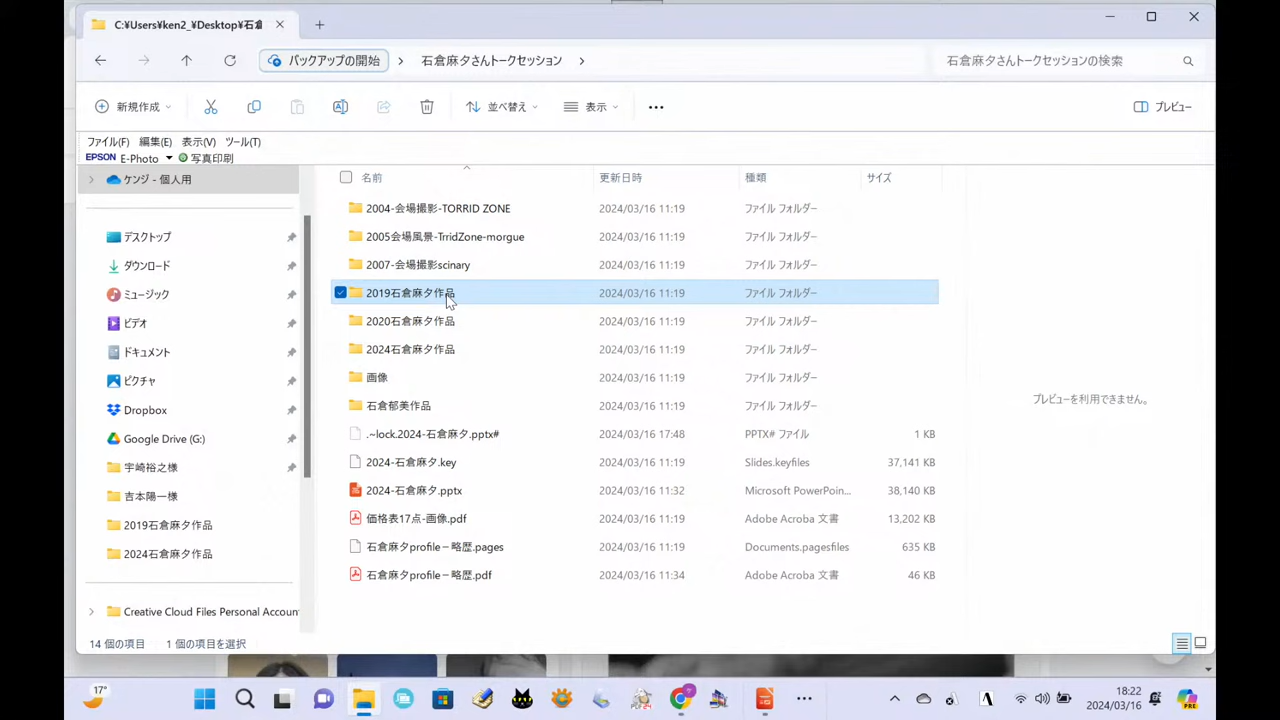 C:¥Users¥ken2_¥Desktop¥石倉
バックアップの開始 石倉麻夕さんトークセッション 石倉麻夕さんトークセッションの検索
新規作成 並べ替え 表示 プレビュー
ファイル(F) 編集(E) 表示(V) ツール(T)
EPSON E-Photo 写真印刷
ケンジ - 個人用
デスクトップ
ダウンロード
ミュージック
ビデオ
ドキュメント
ピクチャ
Dropbox
Google Drive (G:)
宇崎裕之様
吉本陽一様
2019石倉麻夕作品
2024石倉麻夕作品
Creative Cloud Files Personal Accoun
名前 更新日時 種類 サイズ
2004-会場撮影-TORRID ZONE 2024/03/16 11:19 ファイル フォルダー
2005会場風景-TrridZone-morgue 2024/03/16 11:19 ファイル フォルダー
2007-会場撮影scinary 2024/03/16 11:19 ファイル フォルダー
2019石倉麻夕作品 2024/03/16 11:19 ファイル フォルダー
2020石倉麻夕作品 2024/03/16 11:19 ファイル フォルダー
2024石倉麻夕作品 2024/03/16 11:19 ファイル フォルダー
画像 2024/03/16 11:19 ファイル フォルダー
石倉郁美作品 2024/03/16 11:19 ファイル フォルダー
.~lock.2024-石倉麻夕.pptx# 2024/03/16 17:48 PPTX# ファイル 1 KB
2024-石倉麻夕.key 2024/03/16 11:19 Slides.keyfiles 37,141 KB
2024-石倉麻夕.pptx 2024/03/16 11:32 Microsoft PowerPoin... 38,140 KB
価格表17点-画像.pdf 2024/03/16 11:19 Adobe Acroba 文書 13,202 KB
石倉麻夕profile－略歴.pages 2024/03/16 11:19 Documents.pagesfiles 635 KB
石倉麻夕profile－略歴.pdf 2024/03/16 11:34 Adobe Acroba 文書 46 KB
プレビューを利用できません。
14 個の項目 1 個の項目を選択
17°
A
18:22
2024/03/16
PRE